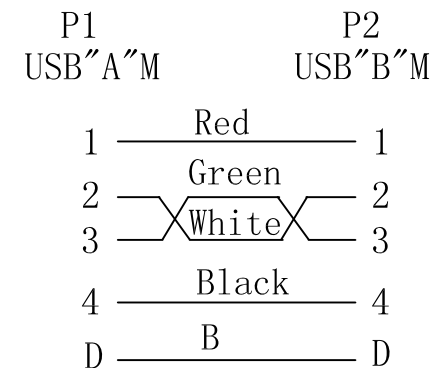 P1 P2
USB"A"M USB"B"M
1 Red 1
Green
2 2
White
3 3
4 Black 4
D B D